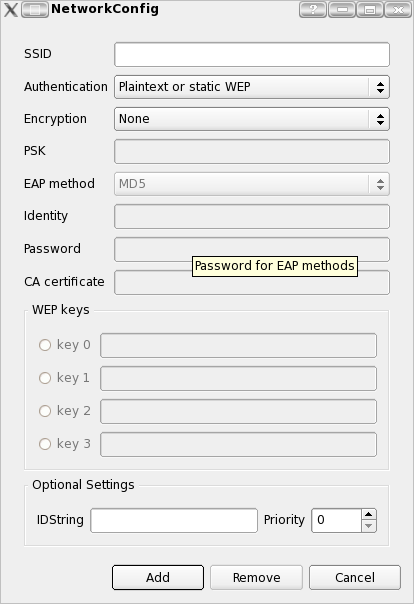 NetworkConfig
SSID
Authentication Plaintext or static WEP
Encryption None
PSK
EAP method MD5
Identity
Password
Password for EAP methods
CA certificate
WEP keys
key 0
key 1
key 2
key 3
Optional Settings
IDString Priority 0
Add Remove Cancel